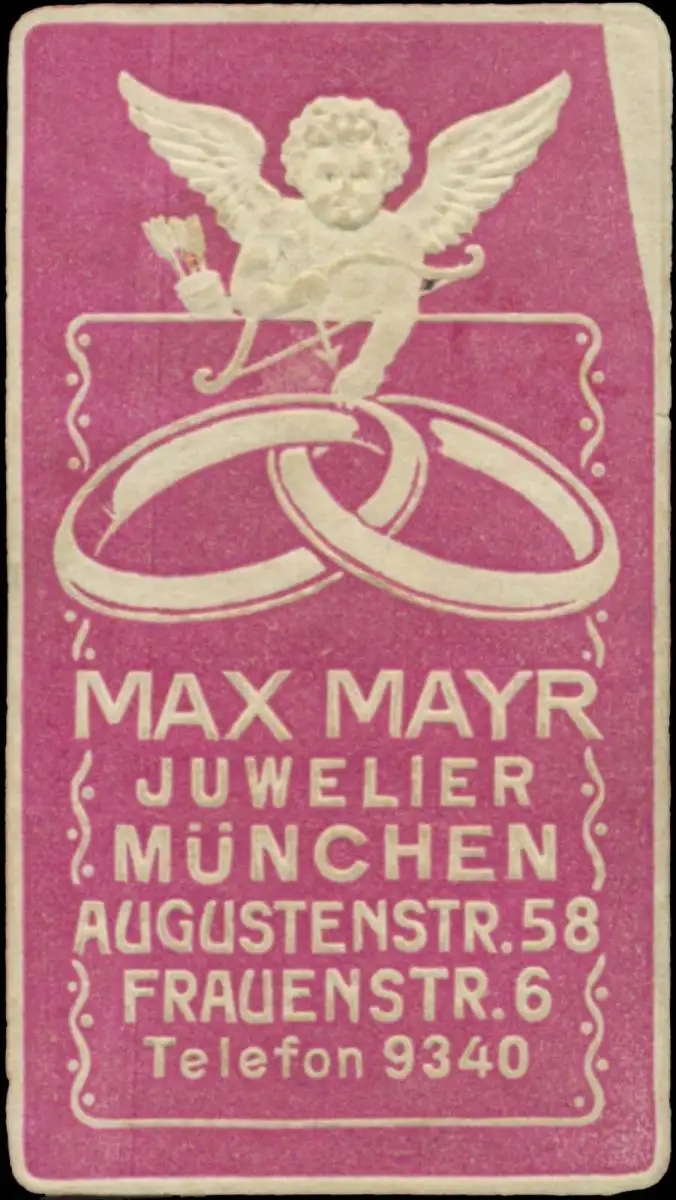 MAX MAYR
JUWELIER
MÜNCHEN
AUGUSTENSTR. 58
FRAUENSTR. 6
Telefon 9340